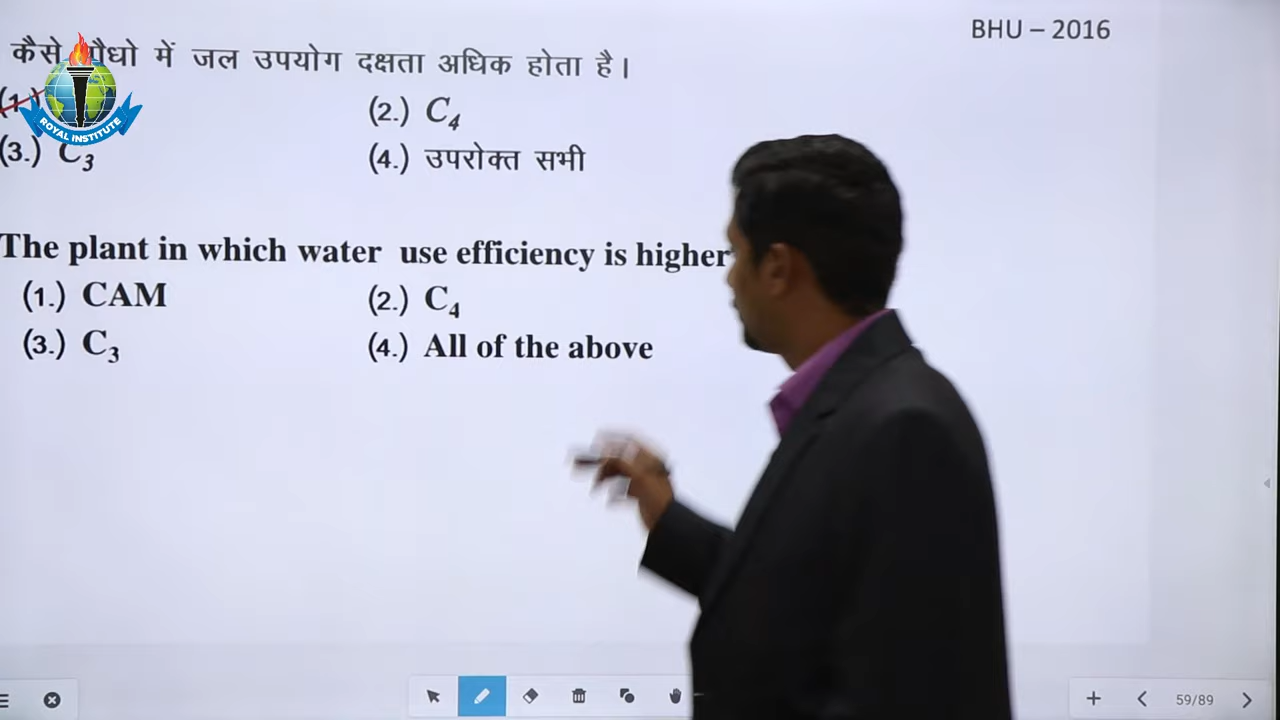 BHU – 2016
कैसे पौधो में जल उपयोग दक्षता अधिक होता है।
(1.)
(2.) C₄
(3.) C₃
(4.) उपरोक्त सभी
ROYAL INSTITUTE
The plant in which water use efficiency is higher
(1.) CAM
(2.) C₄
(3.) C₃
(4.) All of the above
59/89